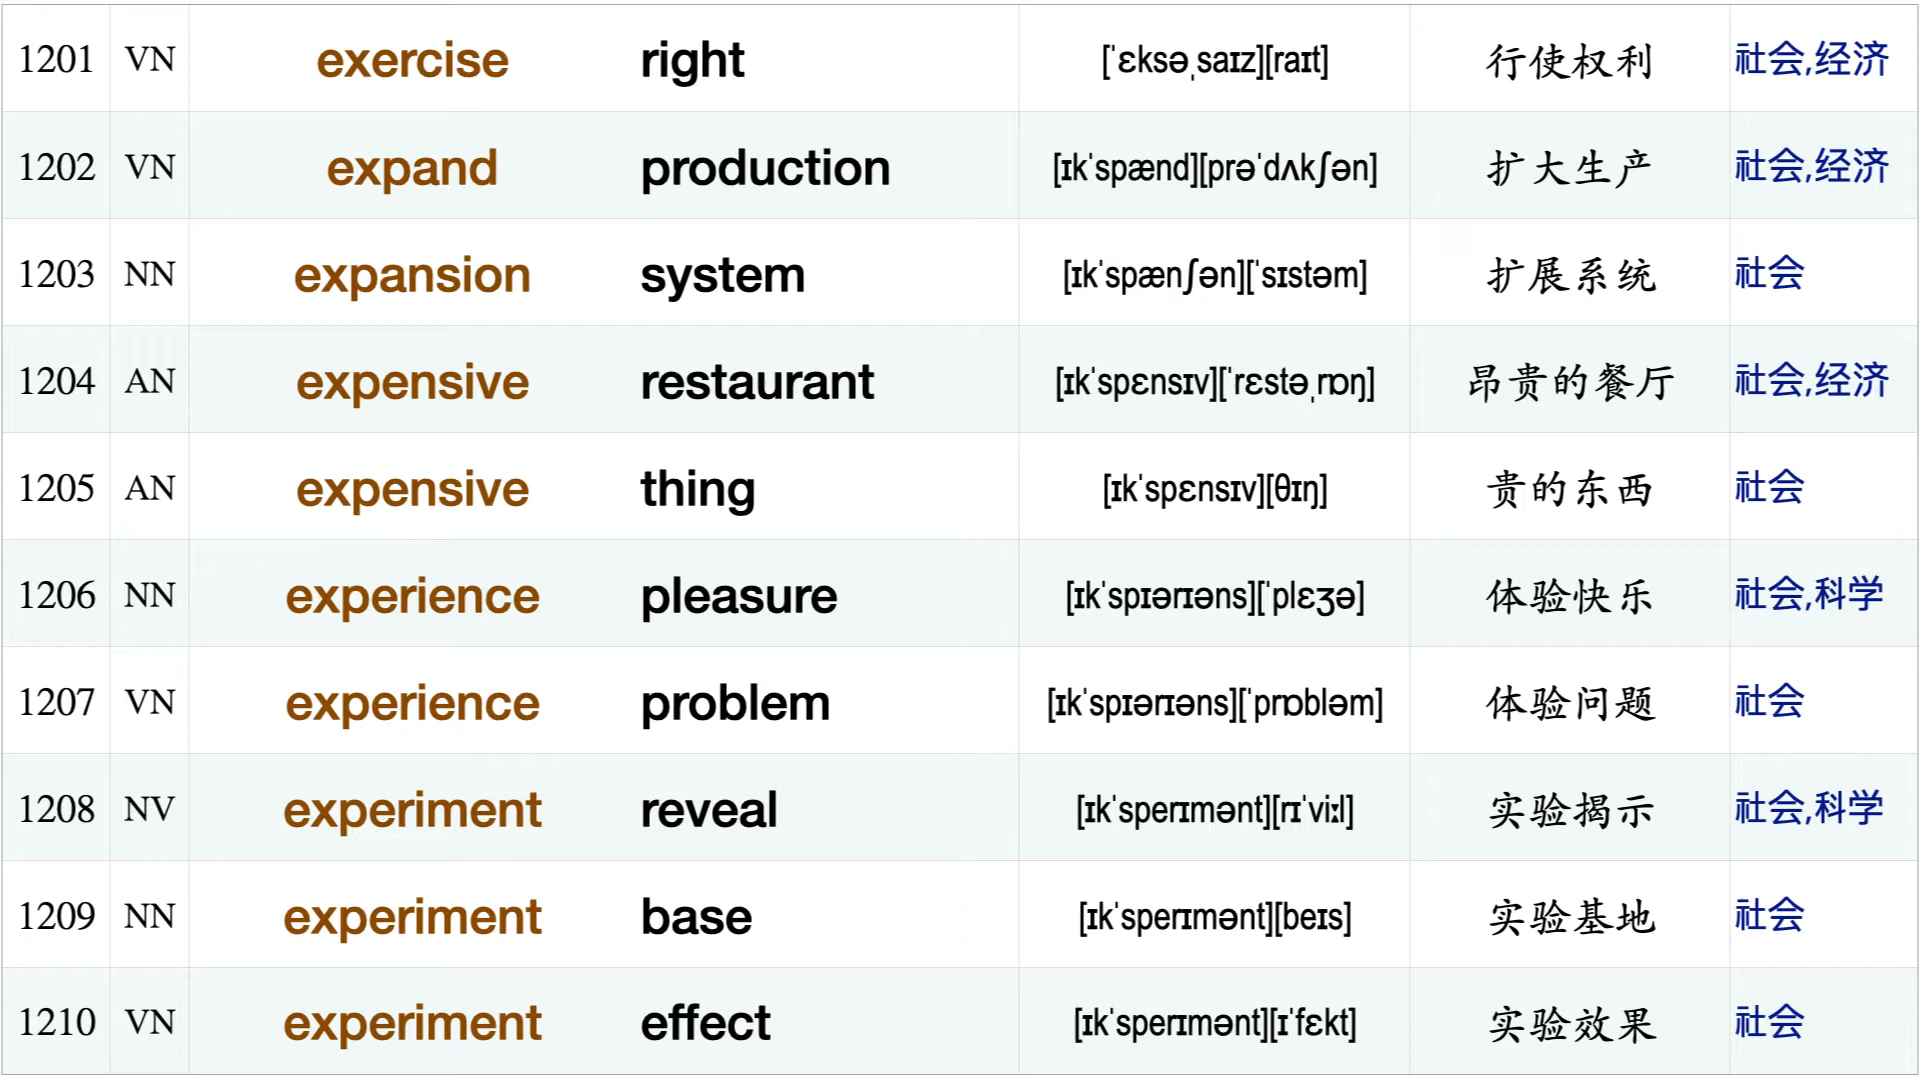 1201 VN exercise right [ˈɛksəˌsaɪz][raɪt] 行使权利 社会,经济
1202 VN expand production [ɪkˈspænd][prəˈdʌkʃən] 扩大生产 社会,经济
1203 NN expansion system [ɪkˈspænʃən][ˈsɪstəm] 扩展系统 社会
1204 AN expensive restaurant [ɪkˈspɛnsɪv][ˈrɛstəˌrɒŋ] 昂贵的餐厅 社会,经济
1205 AN expensive thing [ɪkˈspɛnsɪv][θɪŋ] 贵的东西 社会
1206 NN experience pleasure [ɪkˈspɪərɪəns][ˈplɛʒə] 体验快乐 社会,科学
1207 VN experience problem [ɪkˈspɪərɪəns][ˈprɒbləm] 体验问题 社会
1208 NV experiment reveal [ɪkˈsperɪmənt][rɪˈviːl] 实验揭示 社会,科学
1209 NN experiment base [ɪkˈsperɪmənt][beɪs] 实验基地 社会
1210 VN experiment effect [ɪkˈsperɪmənt][ɪˈfɛkt] 实验效果 社会